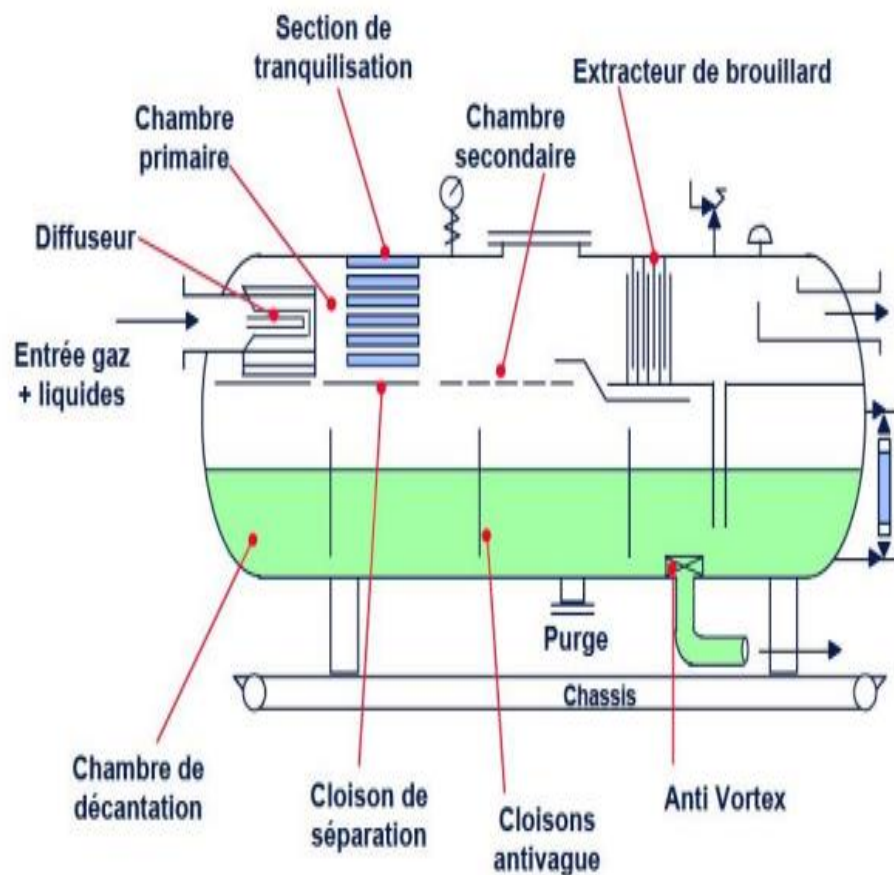 Section de
tranquilisation
Extracteur de brouillard
Chambre
primaire
Chambre
secondaire
Diffuseur
Entrée gaz
+ liquides
Purge
Chassis
Chambre de
décantation
Cloison de
séparation
Cloisons
antivague
Anti Vortex